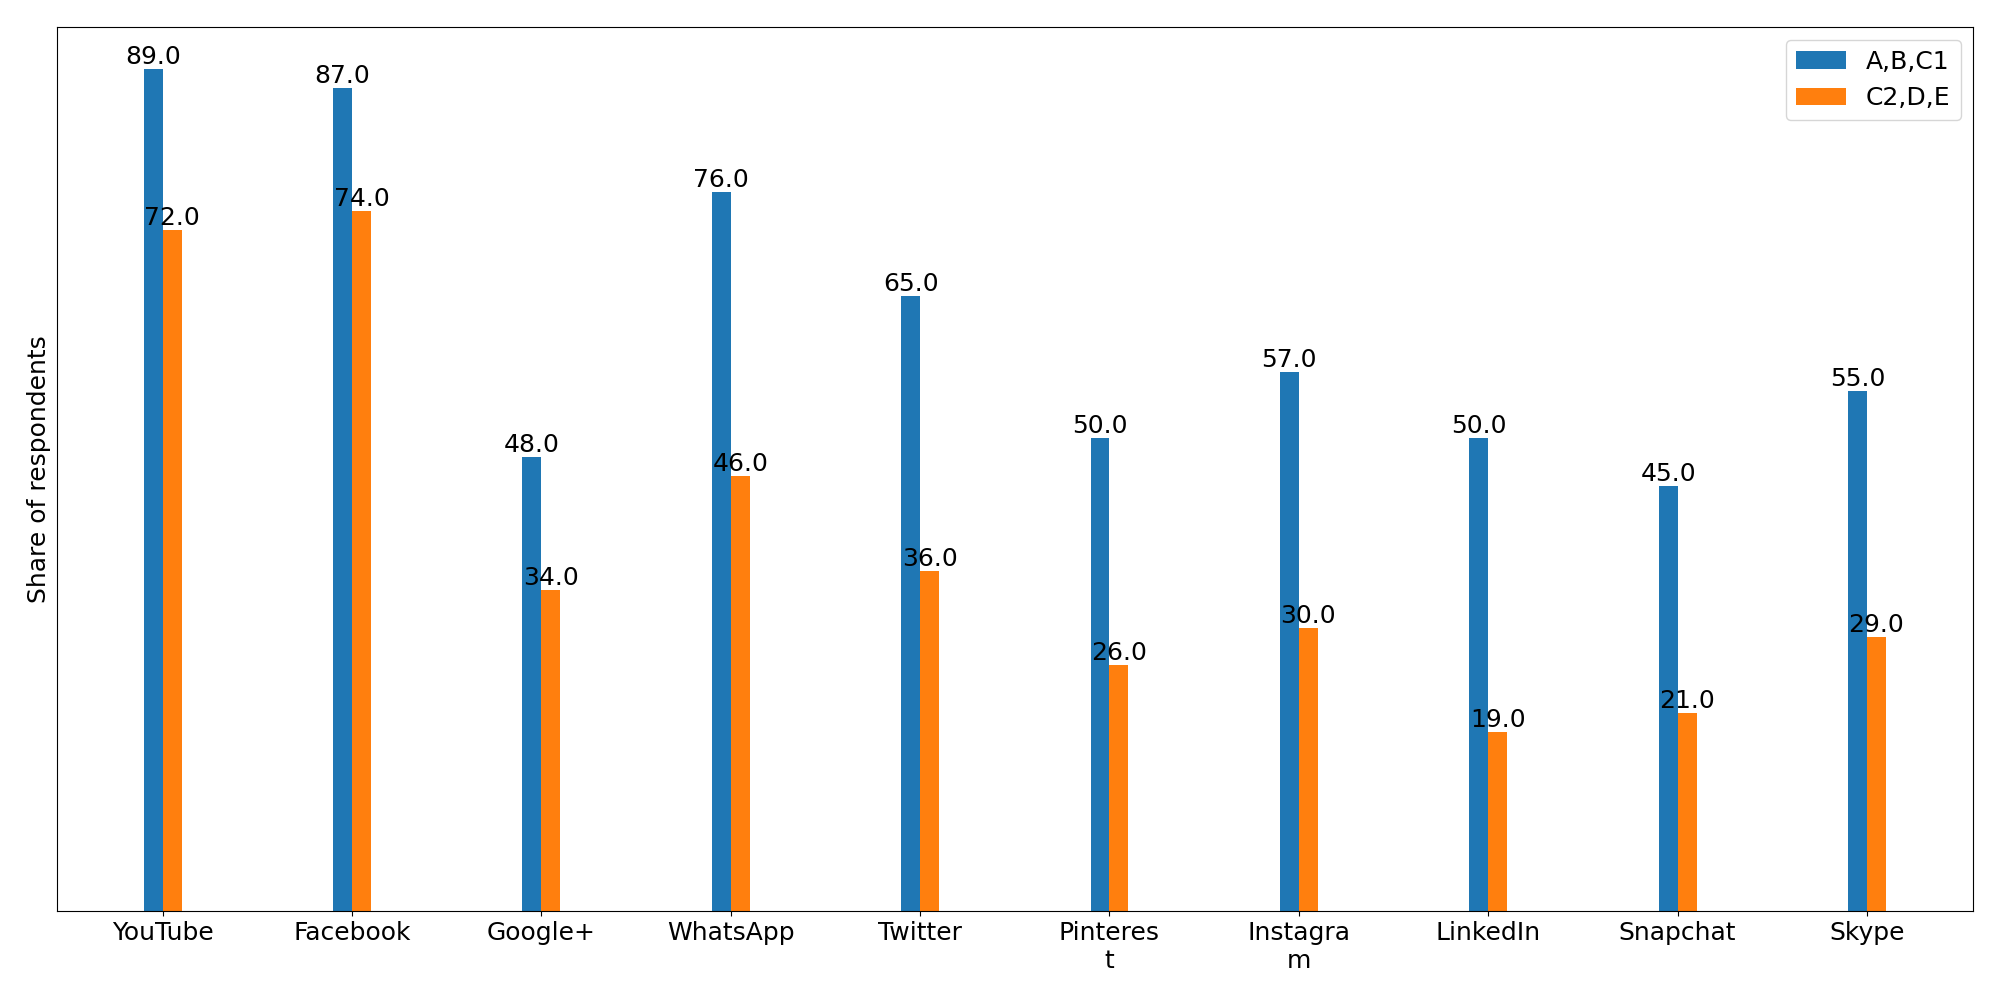 Share of respondents
A,B,C1
C2,D,E
89.0
72.0
87.0
74.0
48.0
34.0
76.0
46.0
65.0
36.0
50.0
26.0
57.0
30.0
50.0
19.0
45.0
21.0
55.0
29.0
YouTube
Facebook
Google+
WhatsApp
Twitter
Pinteres
t
Instagra
m
LinkedIn
Snapchat
Skype